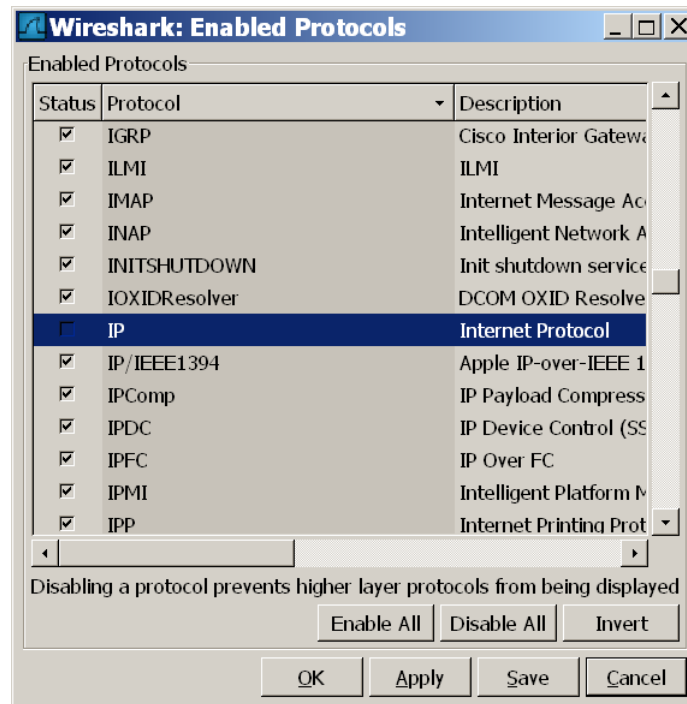 Wireshark: Enabled Protocols
Enabled Protocols
Status Protocol Description
IGRP Cisco Interior Gatewa
ILMI ILMI
IMAP Internet Message Ac
INAP Intelligent Network A
INITSHUTDOWN Init shutdown service
IOXIDResolver DCOM OXID Resolve
IP Internet Protocol
IP/IEEE1394 Apple IP-over-IEEE 1
IPComp IP Payload Compress
IPDC IP Device Control (SS
IPFC IP Over FC
IPMI Intelligent Platform M
IPP Internet Printing Prot
Disabling a protocol prevents higher layer protocols from being displayed
Enable All Disable All Invert
OK Apply Save Cancel